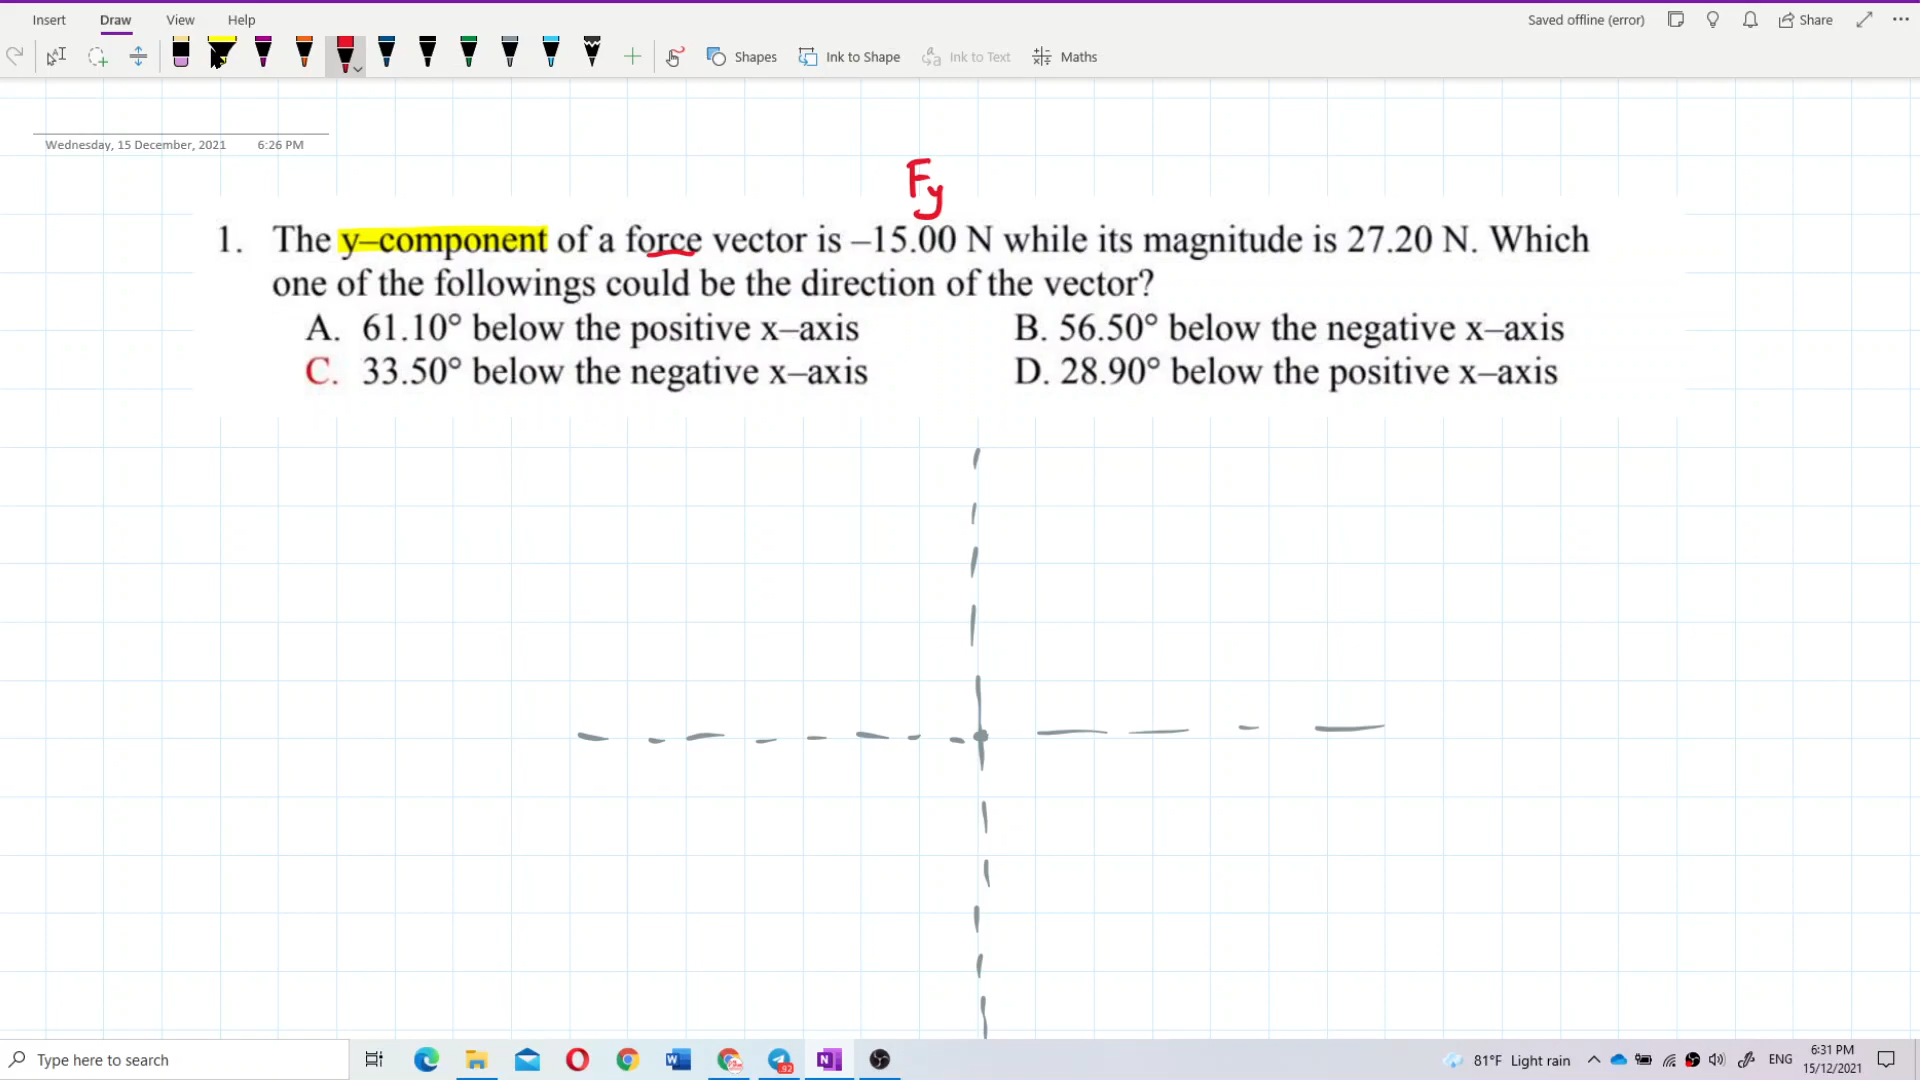 Insert Draw View Help Saved offline (error) Share
Shapes Ink to Shape Ink to Text Maths
Wednesday, 15 December, 2021 6:26 PM
Fy
1. The y–component of a force vector is –15.00 N while its magnitude is 27.20 N. Which
one of the followings could be the direction of the vector?
A. 61.10° below the positive x–axis B. 56.50° below the negative x–axis
C. 33.50° below the negative x–axis D. 28.90° below the positive x–axis
Type here to search 92 81°F Light rain ENG 6:31 PM
15/12/2021